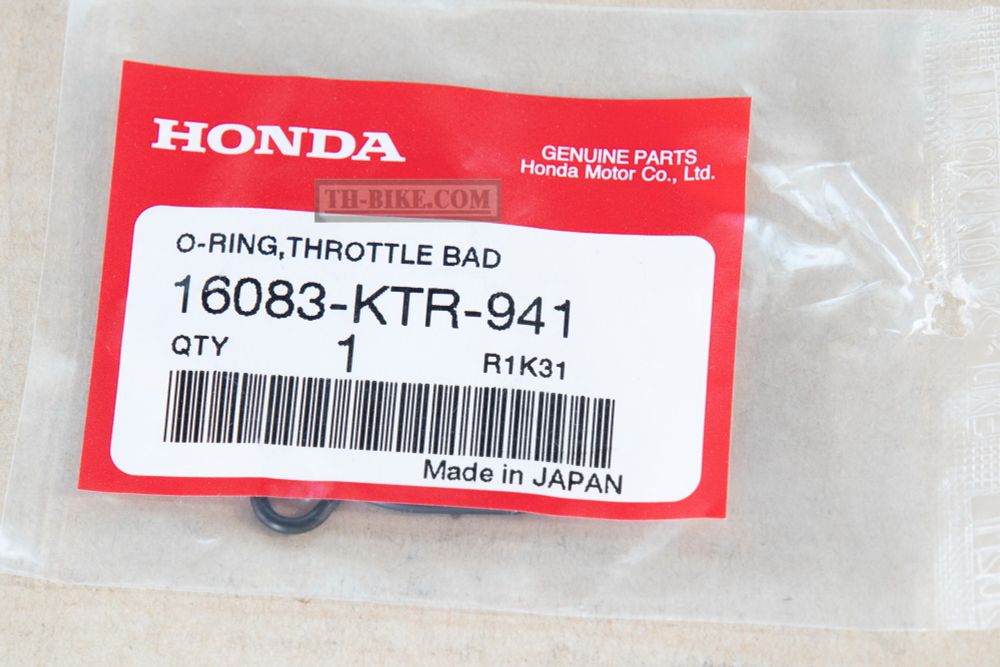 HONDA
GENUINE PARTS
Honda Motor Co., Ltd.
TH-BIKE.COM
O-RING,THROTTLE BAD
16083-KTR-941
QTY 1 R1K31
Made in JAPAN